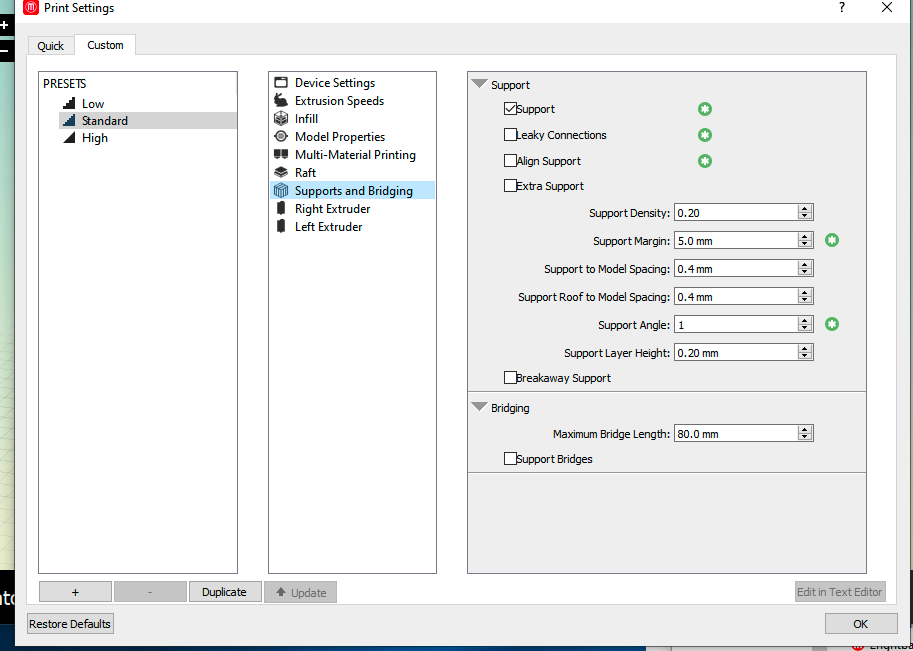 Print Settings
?
Quick
Custom
PRESETS
Low
Standard
High
Device Settings
Extrusion Speeds
Infill
Model Properties
Multi-Material Printing
Raft
Supports and Bridging
Right Extruder
Left Extruder
Support
Support
Leaky Connections
Align Support
Extra Support
Support Density: 0.20
Support Margin: 5.0 mm
Support to Model Spacing: 0.4 mm
Support Roof to Model Spacing: 0.4 mm
Support Angle: 1
Support Layer Height: 0.20 mm
Breakaway Support
Bridging
Maximum Bridge Length: 80.0 mm
Support Bridges
+
-
Duplicate
Update
Edit in Text Editor
Restore Defaults
OK